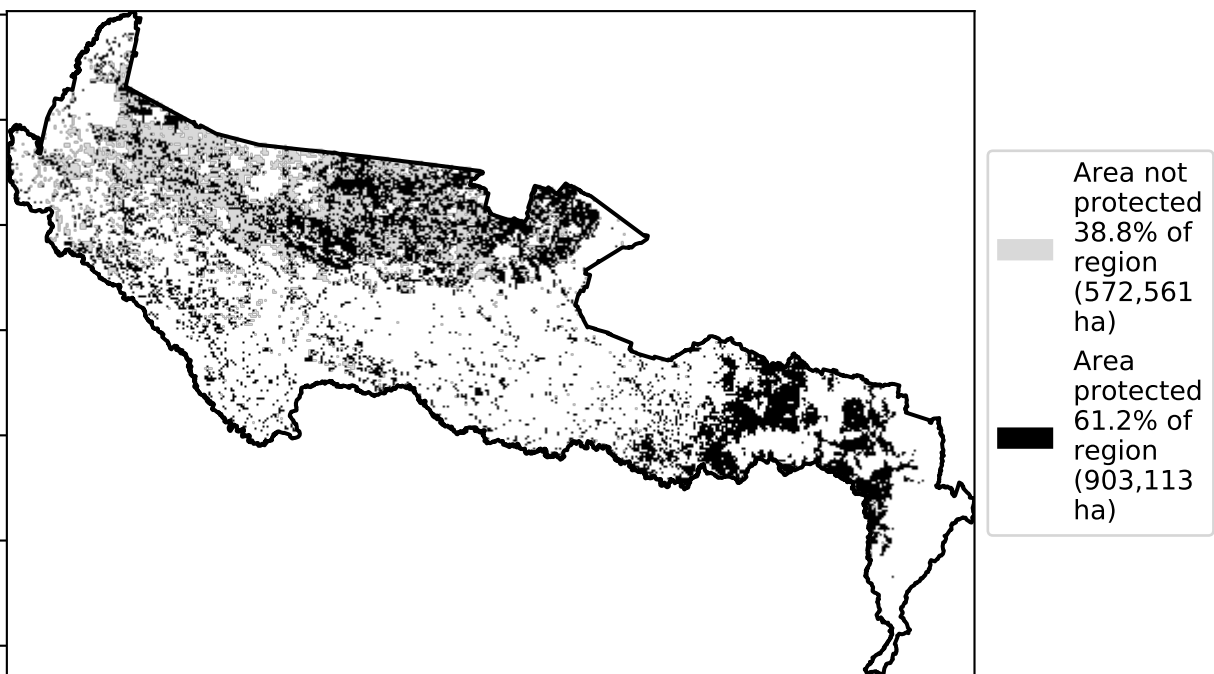 Area not
protected
38.8% of
region
(572,561
ha)
Area
protected
61.2% of
region
(903,113
ha)